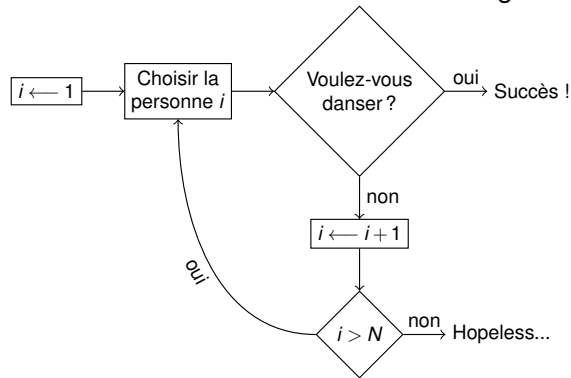 i ⟵ 1
Choisir la
personne i
Voulez-vous
danser ?
oui
Succès !
non
i ⟵ i + 1
oui
i > N
non
Hopeless...